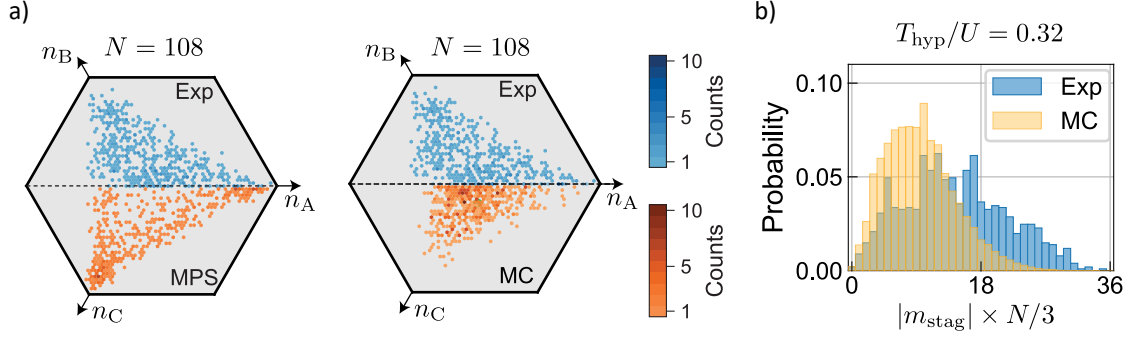 a)
N = 108
n_B
Exp
n_A
MPS
n_C
N = 108
n_B
Exp
n_A
MC
n_C
10
5
1
Counts
10
5
1
Counts
b)
T_hyp/U = 0.32
Exp
MC
Probability
0.10
0.05
0.00
0
18
36
|m_stag| × N/3